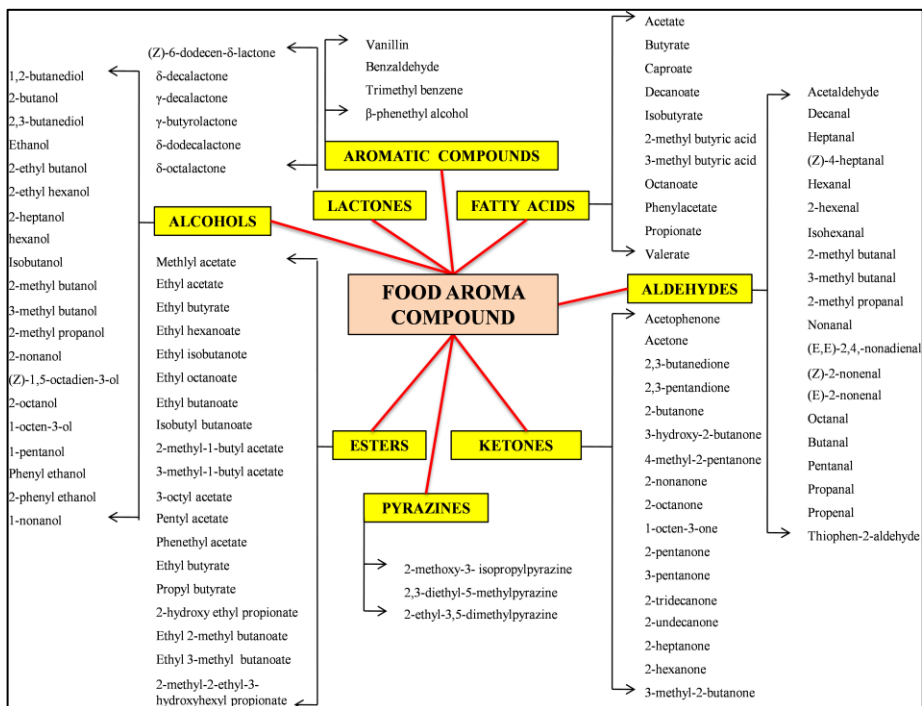 FOOD AROMA
COMPOUND
ALCOHOLS
1,2-butanediol
2-butanol
2,3-butanediol
Ethanol
2-ethyl butanol
2-ethyl hexanol
2-heptanol
hexanol
Isobutanol
2-methyl butanol
3-methyl butanol
2-methyl propanol
2-nonanol
(Z)-1,5-octadien-3-ol
2-octanol
1-octen-3-ol
1-pentanol
Phenyl ethanol
2-phenyl ethanol
1-nonanol
LACTONES
(Z)-6-dodecen-δ-lactone
δ-decalactone
γ-decalactone
γ-butyrolactone
δ-dodecalactone
δ-octalactone
AROMATIC COMPOUNDS
Vanillin
Benzaldehyde
Trimethyl benzene
β-phenethyl alcohol
FATTY ACIDS
Acetate
Butyrate
Caproate
Decanoate
Isobutyrate
2-methyl butyric acid
3-methyl butyric acid
Octanoate
Phenylacetate
Propionate
Valerate
ALDEHYDES
Acetaldehyde
Decanal
Heptanal
(Z)-4-heptanal
Hexanal
2-hexenal
Isohexanal
2-methyl butanal
3-methyl butanal
2-methyl propanal
Nonanal
(E,E)-2,4,-nonadienal
(Z)-2-nonenal
(E)-2-nonenal
Octanal
Butanal
Pentanal
Propanal
Propenal
Thiophen-2-aldehyde
ESTERS
Methlyl acetate
Ethyl acetate
Ethyl butyrate
Ethyl hexanoate
Ethyl isobutanote
Ethyl octanoate
Ethyl butanoate
Isobutyl butanoate
2-methyl-1-butyl acetate
3-methyl-1-butyl acetate
3-octyl acetate
Pentyl acetate
Phenethyl acetate
Ethyl butyrate
Propyl butyrate
2-hydroxy ethyl propionate
Ethyl 2-methyl butanoate
Ethyl 3-methyl butanoate
2-methyl-2-ethyl-3-
hydroxyhexyl propionate
PYRAZINES
2-methoxy-3- isopropylpyrazine
2,3-diethyl-5-methylpyrazine
2-ethyl-3,5-dimethylpyrazine
KETONES
Acetophenone
Acetone
2,3-butanedione
2,3-pentandione
2-butanone
3-hydroxy-2-butanone
4-methyl-2-pentanone
2-nonanone
2-octanone
1-octen-3-one
2-pentanone
3-pentanone
2-tridecanone
2-undecanone
2-heptanone
2-hexanone
3-methyl-2-butanone